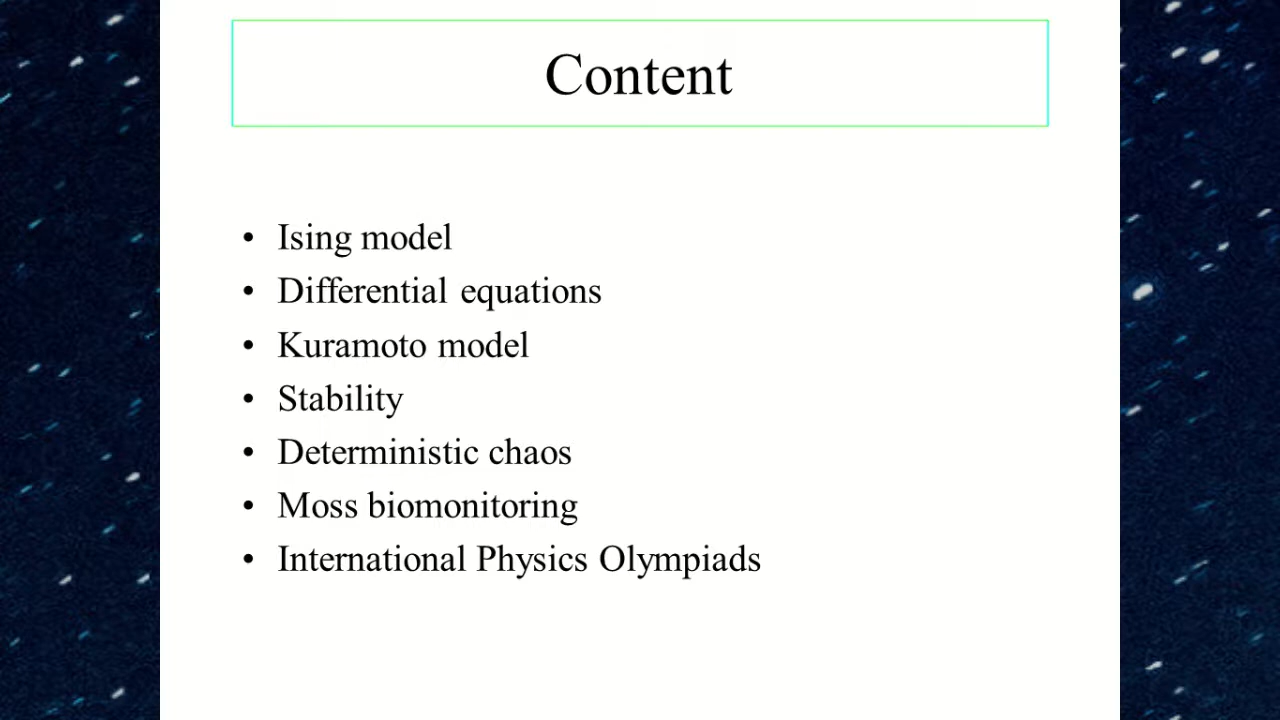 Content
• Ising model
• Differential equations
• Kuramoto model
• Stability
• Deterministic chaos
• Moss biomonitoring
• International Physics Olympiads